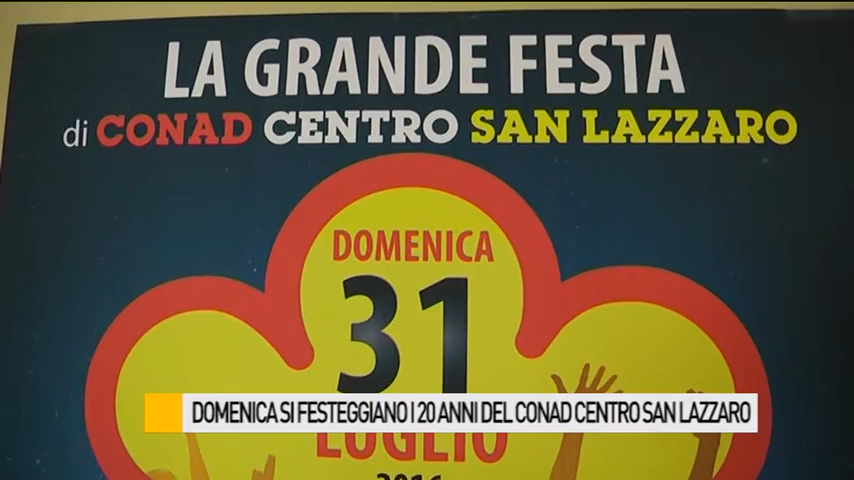 LA GRANDE FESTA
di CONAD CENTRO SAN LAZZARO
DOMENICA
31
DOMENICA SI FESTEGGIANO I 20 ANNI DEL CONAD CENTRO SAN LAZZARO
LUGLIO
2016